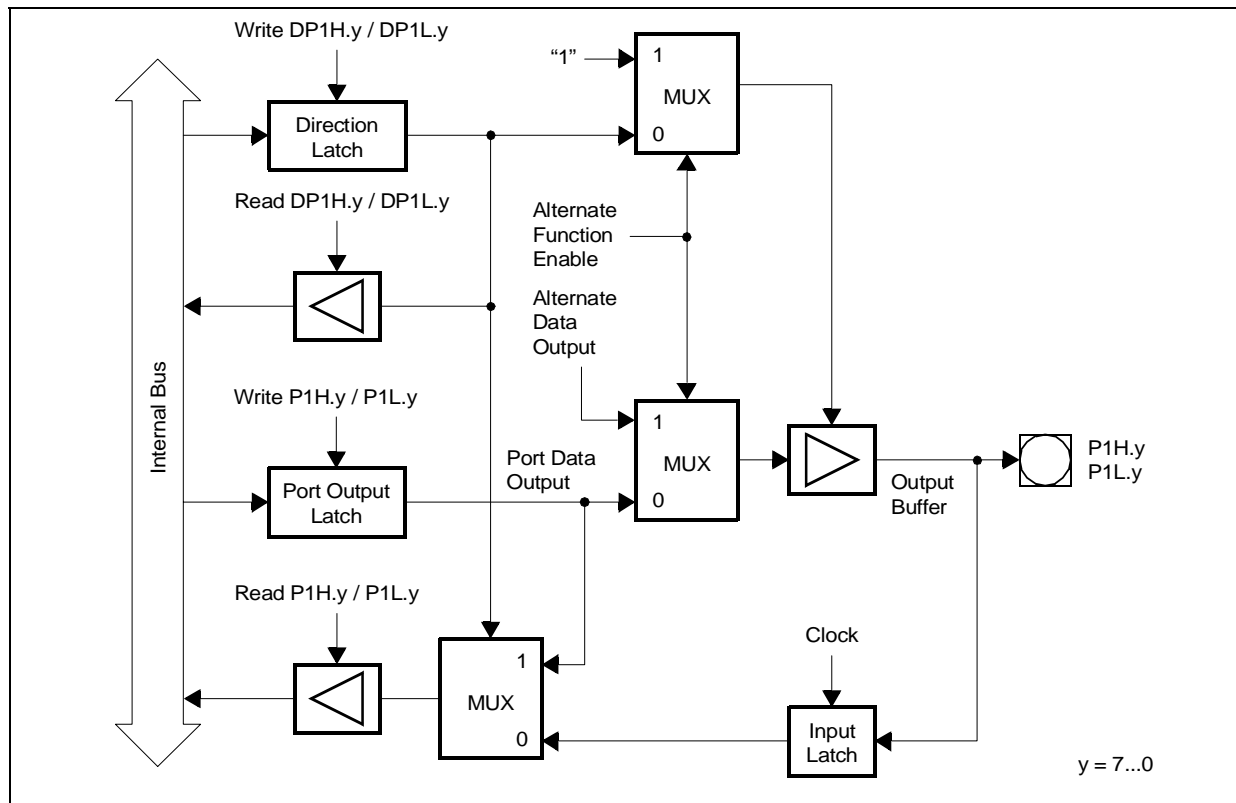 Write DP1H.y / DP1L.y
“1”
1
MUX
0
Direction
Latch
Read DP1H.y / DP1L.y
Alternate
Function
Enable
Alternate
Data
Output
Internal Bus
Write P1H.y / P1L.y
1
MUX
0
Port Data
Output
Port Output
Latch
Output
Buffer
P1H.y
P1L.y
Read P1H.y / P1L.y
Clock
1
MUX
0
Input
Latch
y = 7...0